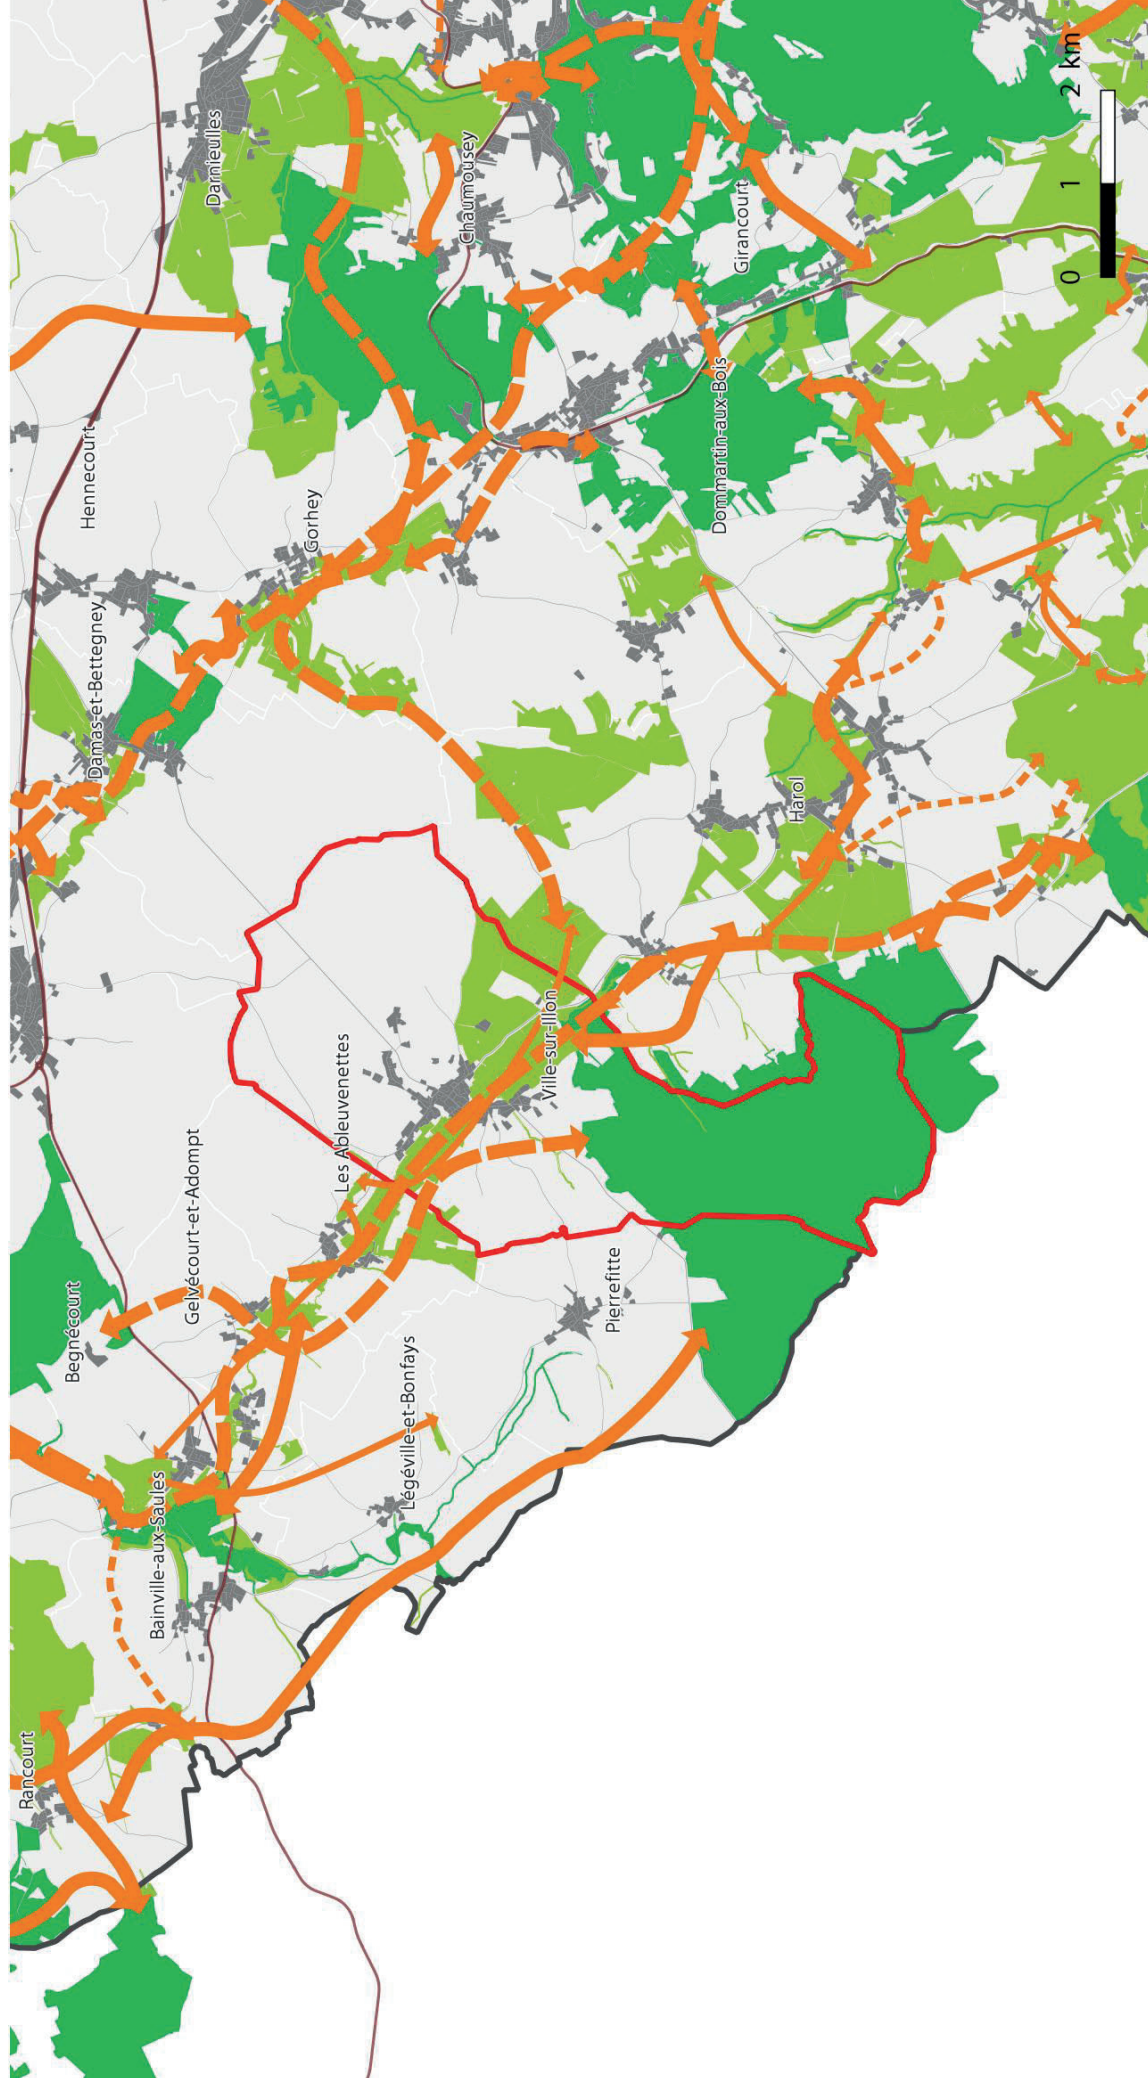 Rancourt
Bainville-aux-Saules
Begnécourt
Gelvécourt-et-Adompt
Légéville-et-Bonfays
Pierrefitte
Les Ableuvenettes
Ville-sur-Illon
Damas-et-Bettegney
Hennecourt
Gorhey
Darnieulles
Chaumousey
Girancourt
Dommartin-aux-Bois
Harol
0 1 2 km